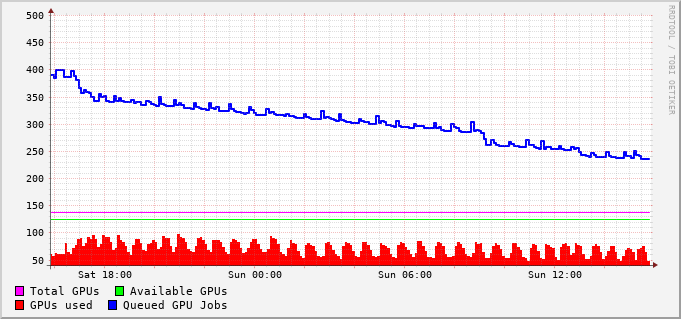 500
450
400
350
300
250
200
150
100
50
Sat 18:00 Sun 00:00 Sun 06:00 Sun 12:00
Total GPUs Available GPUs
GPUs used Queued GPU Jobs
RRDTOOL / TOBI OETIKER